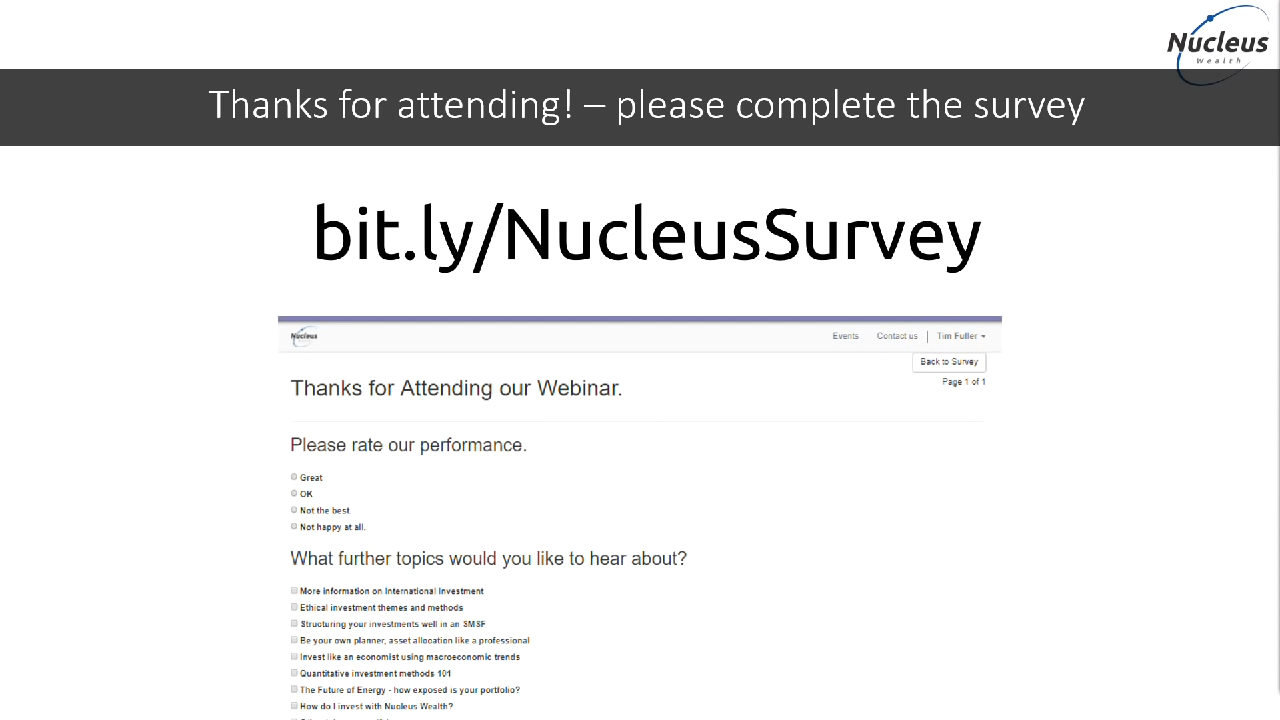 Nucleus
Wealth
Thanks for attending! – please complete the survey
bit.ly/NucleusSurvey
Nucleus
Events Contact us Tim Fuller
Back to Survey
Thanks for Attending our Webinar.
Page 1 of 1
Please rate our performance.
Great
OK
Not the best.
Not happy at all.
What further topics would you like to hear about?
More information on International Investment
Ethical investment themes and methods
Structuring your investments well in an SMSF
Be your own planner, asset allocation like a professional
Invest like an economist using macroeconomic trends
Quantitative investment methods 101
The Future of Energy - how exposed is your portfolio?
How do I invest with Nucleus Wealth?